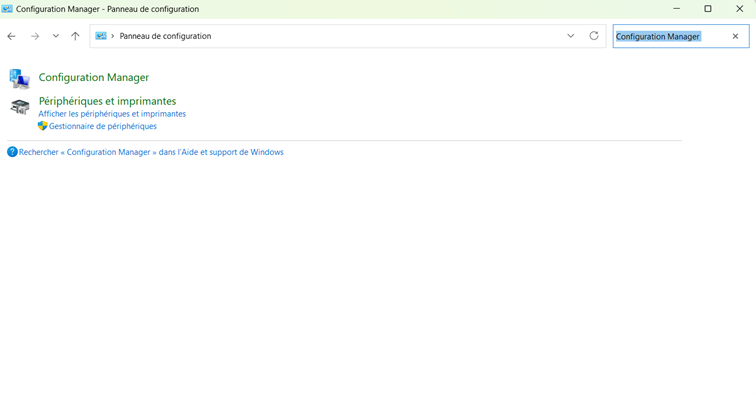 Configuration Manager - Panneau de configuration
Panneau de configuration
Configuration Manager
Configuration Manager
Périphériques et imprimantes
Afficher les périphériques et imprimantes
Gestionnaire de périphériques
Rechercher « Configuration Manager » dans l'Aide et support de Windows